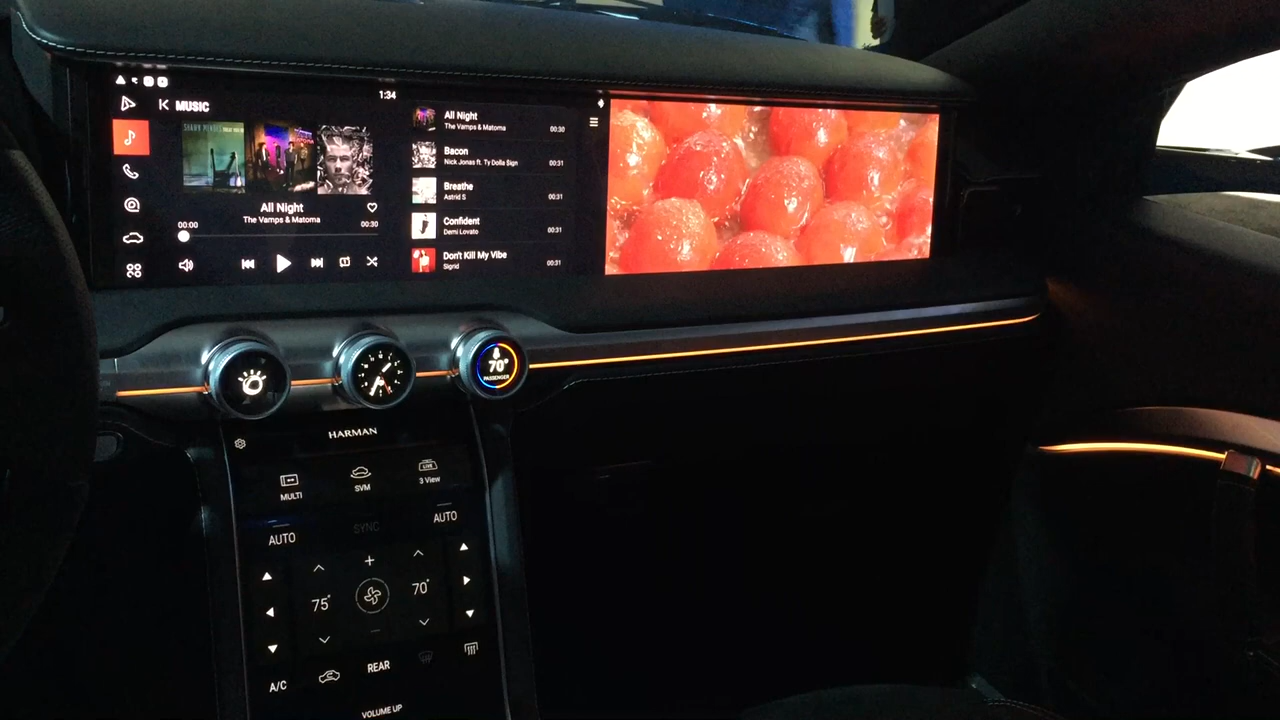 1:34
MUSIC
All Night
The Vamps & Matoma
00:00
00:30
All Night
The Vamps & Matoma
00:30
Bacon
Nick Jonas ft. Ty Dolla $ign
00:31
Breathe
Astrid S
00:31
Confident
Demi Lovato
00:31
Don't Kill My Vibe
Sigrid
00:31
70°
PASSENGER
HARMAN
MULTI
SVM
LIVE
3 View
AUTO
SYNC
AUTO
75°
70°
A/C
REAR
VOLUME UP